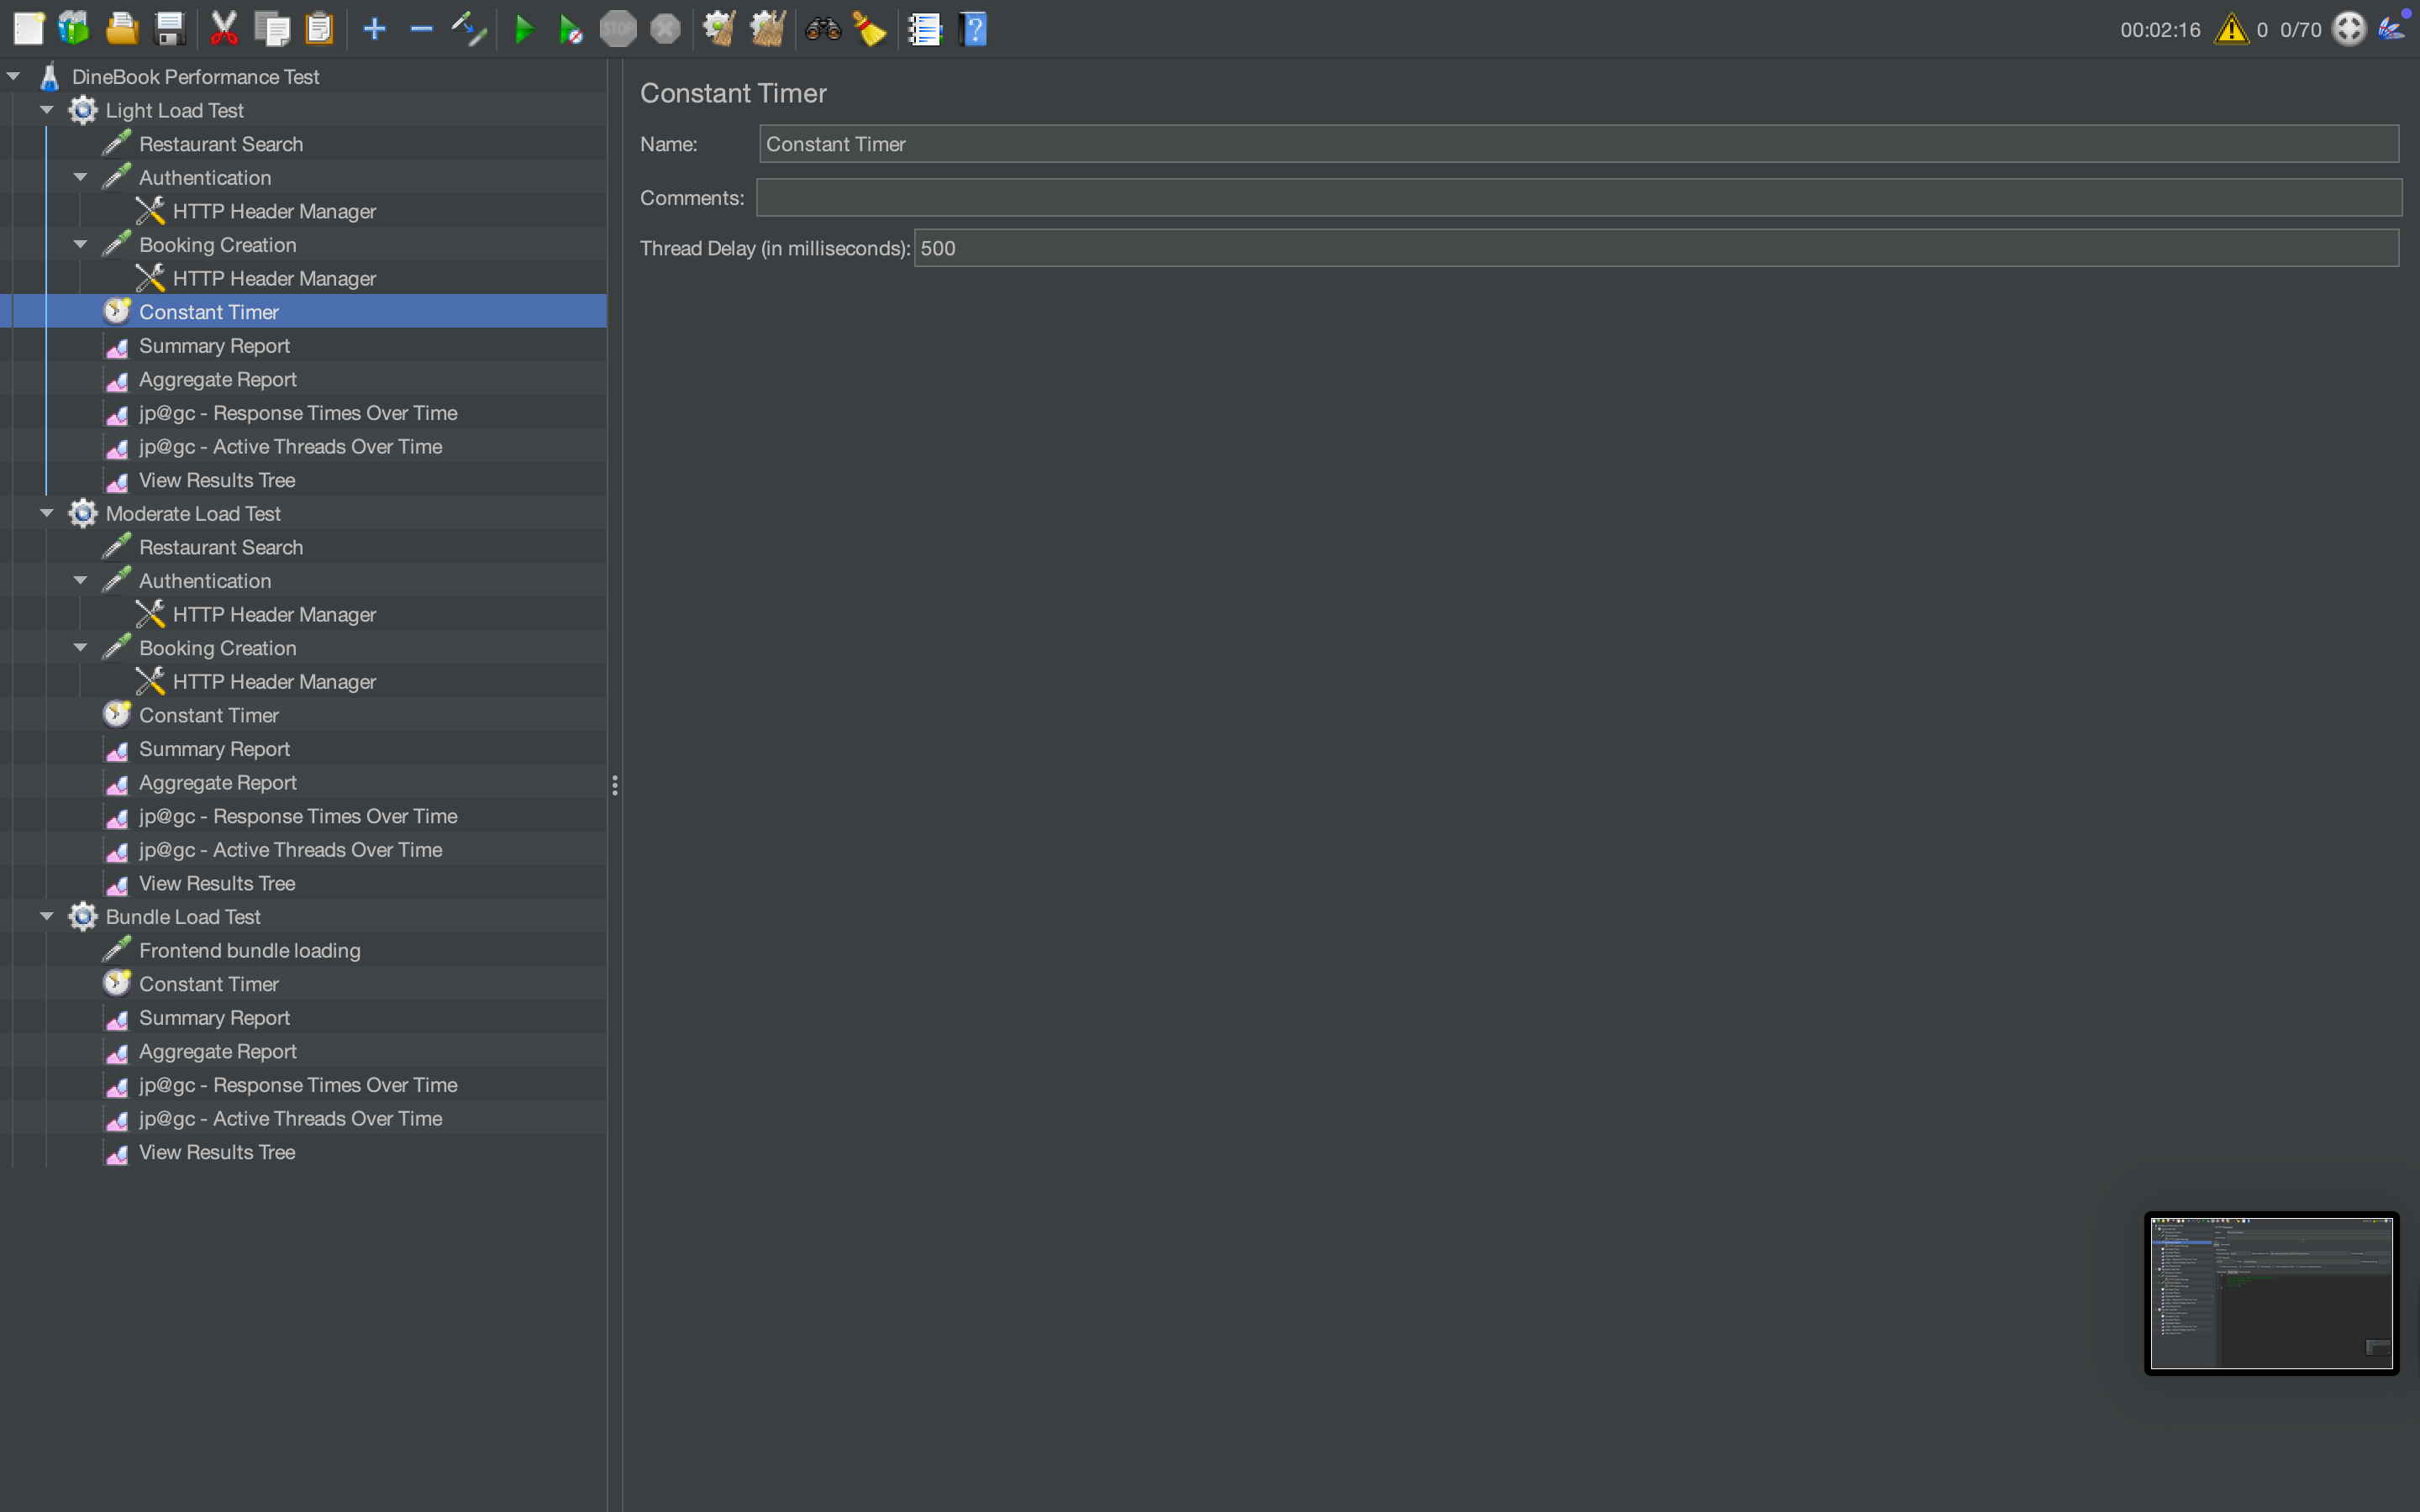 STOP
00:02:16
0
0/70
DineBook Performance Test
Light Load Test
Restaurant Search
Authentication
HTTP Header Manager
Booking Creation
HTTP Header Manager
Constant Timer
Summary Report
Aggregate Report
jp@gc - Response Times Over Time
jp@gc - Active Threads Over Time
View Results Tree
Moderate Load Test
Restaurant Search
Authentication
HTTP Header Manager
Booking Creation
HTTP Header Manager
Constant Timer
Summary Report
Aggregate Report
jp@gc - Response Times Over Time
jp@gc - Active Threads Over Time
View Results Tree
Bundle Load Test
Frontend bundle loading
Constant Timer
Summary Report
Aggregate Report
jp@gc - Response Times Over Time
jp@gc - Active Threads Over Time
View Results Tree
Constant Timer
Name: Constant Timer
Comments:
Thread Delay (in milliseconds): 500